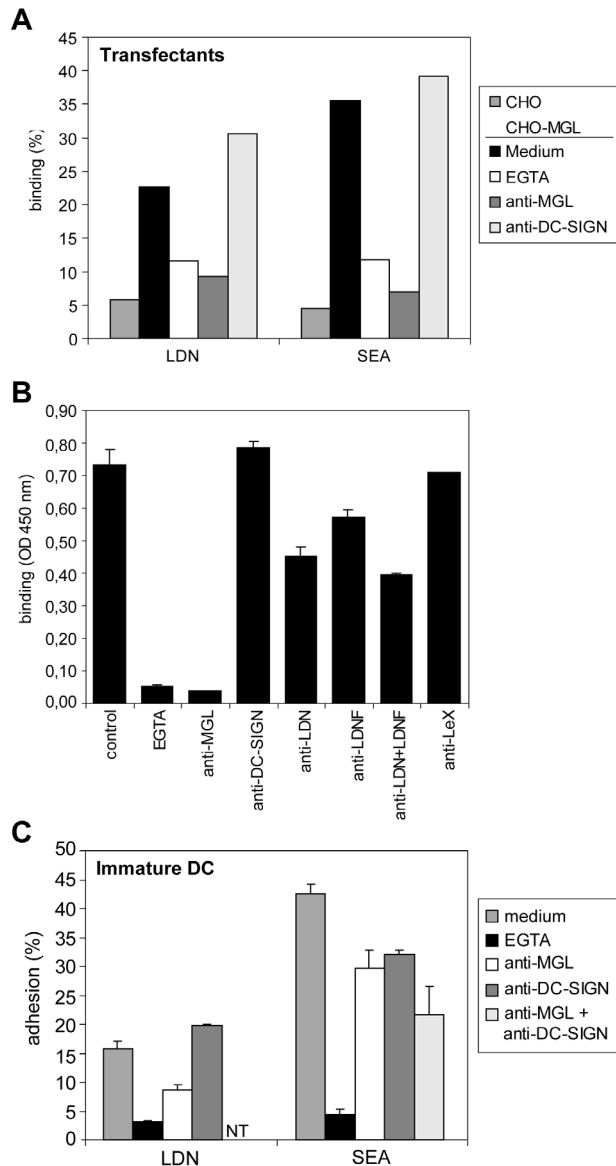 A
Transfectants
binding (%)
45
40
35
30
25
20
15
10
5
0
LDN
SEA
CHO
CHO-MGL
Medium
EGTA
anti-MGL
anti-DC-SIGN
B
binding (OD 450 nm)
0,90
0,80
0,70
0,60
0,50
0,40
0,30
0,20
0,10
0,00
control
EGTA
anti-MGL
anti-DC-SIGN
anti-LDN
anti-LDNF
anti-LDN+LDNF
anti-LeX
C
Immature DC
adhesion (%)
50
45
40
35
30
25
20
15
10
5
0
NT
LDN
SEA
medium
EGTA
anti-MGL
anti-DC-SIGN
anti-MGL +
anti-DC-SIGN